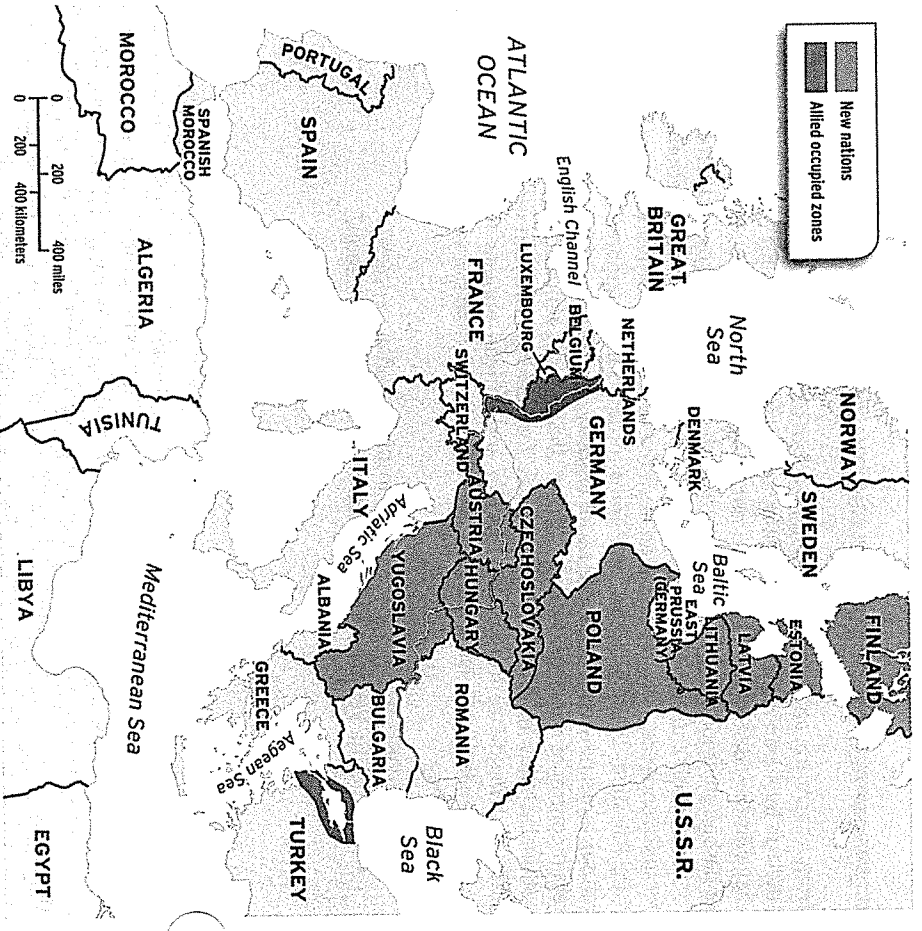 New nations
Allied occupied zones
ATLANTIC
OCEAN
North
Sea
NORWAY
SWEDEN
FINLAND
GREAT
BRITAIN
DENMARK
Baltic
Sea
ESTONIA
LATVIA
LITHUANIA
EAST
PRUSSIA
(GERMANY)
U.S.S.R.
English Channel
NETHERLANDS
BELGIUM
LUXEMBOURG
GERMANY
POLAND
FRANCE
CZECHOSLOVAKIA
SWITZERLAND
AUSTRIA
HUNGARY
ROMANIA
PORTUGAL
SPAIN
ITALY
Adriatic Sea
YUGOSLAVIA
BULGARIA
Black
Sea
ALBANIA
GREECE
Aegean Sea
TURKEY
SPANISH
MOROCCO
MOROCCO
ALGERIA
TUNISIA
Mediterranean Sea
LIBYA
EGYPT
0 200 400 miles
0 200 400 kilometers